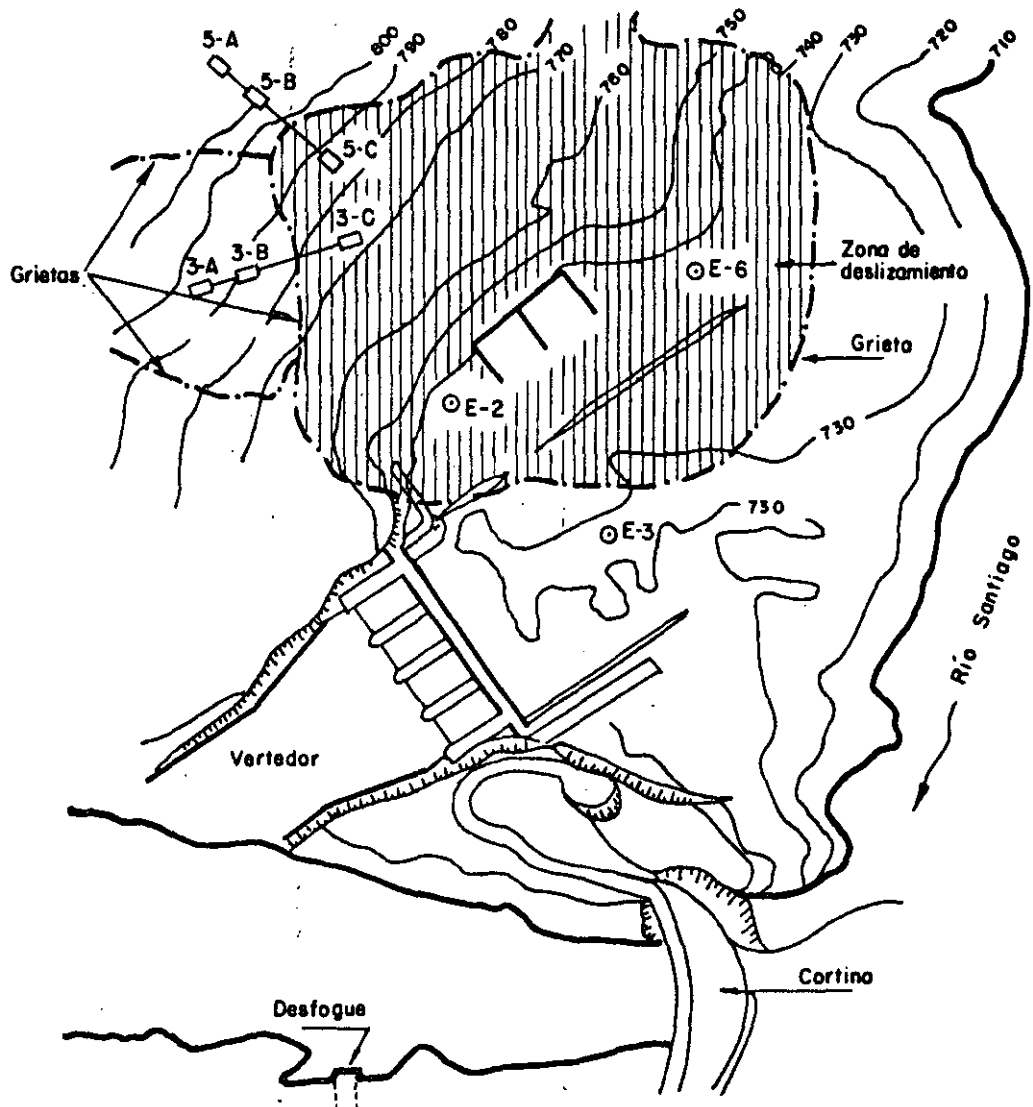 5-A
5-B
5-C
800
790
780
770
760
750
740
730
720
710
3-A
3-B
3-C
Grietas
E-6
Zona de
deslizamiento
Grieta
E-2
730
E-3
730
Río Santiago
Vertedor
Cortina
Desfogue